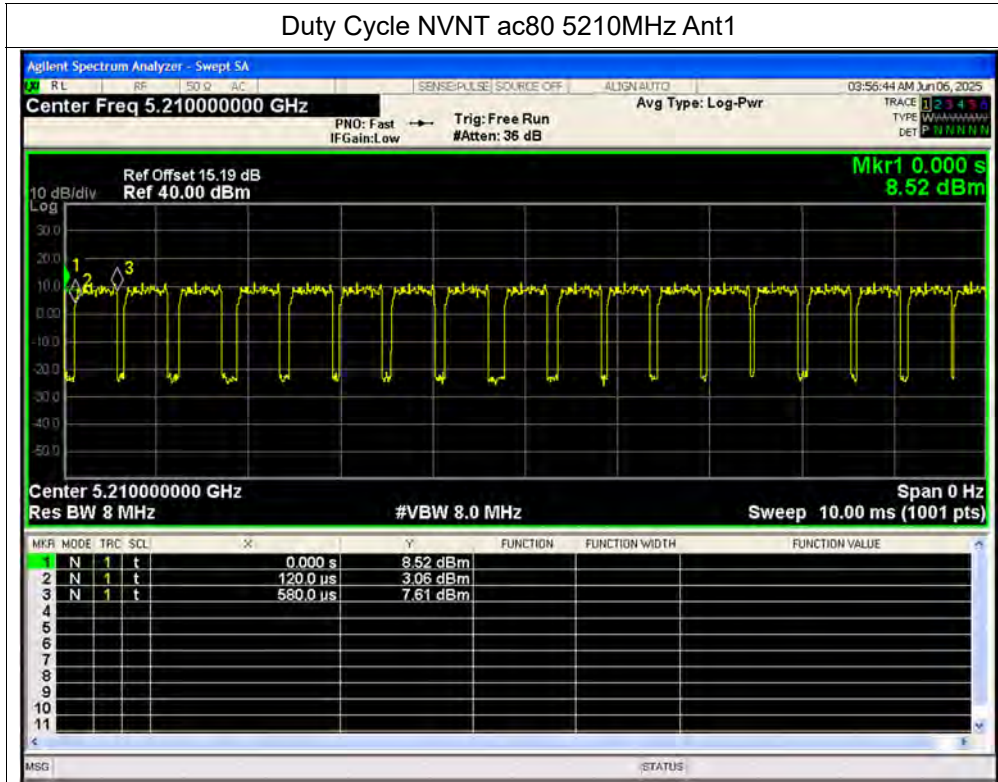 Duty Cycle NVNT ac80 5210MHz Ant1
Agilent Spectrum Analyzer - Swept SA
RL RF 50 Ω AC SENSE:PULSE SOURCE OFF ALIGN AUTO 03:56:44 AM Jun 06, 2025
Center Freq 5.210000000 GHz Avg Type: Log-Pwr TRACE 1 2 3 4 5 6
PNO: Fast Trig: Free Run TYPE W
IFGain:Low #Atten: 36 dB DET P N N N N N
Mkr1 0.000 s
Ref Offset 15.19 dB
10 dB/div Ref 40.00 dBm 8.52 dBm
Log
30.0
20.0
1
2
3
10.0
0.00
-10.0
-20.0
-30.0
-40.0
-50.0
Center 5.210000000 GHz Span 0 Hz
Res BW 8 MHz #VBW 8.0 MHz Sweep 10.00 ms (1001 pts)
MKR MODE TRC SCL X Y FUNCTION FUNCTION WIDTH FUNCTION VALUE
1 N 1 t 0.000 s 8.52 dBm
2 N 1 t 120.0 µs 3.06 dBm
3 N 1 t 580.0 µs 7.61 dBm
4
5
6
7
8
9
10
11
MSG STATUS